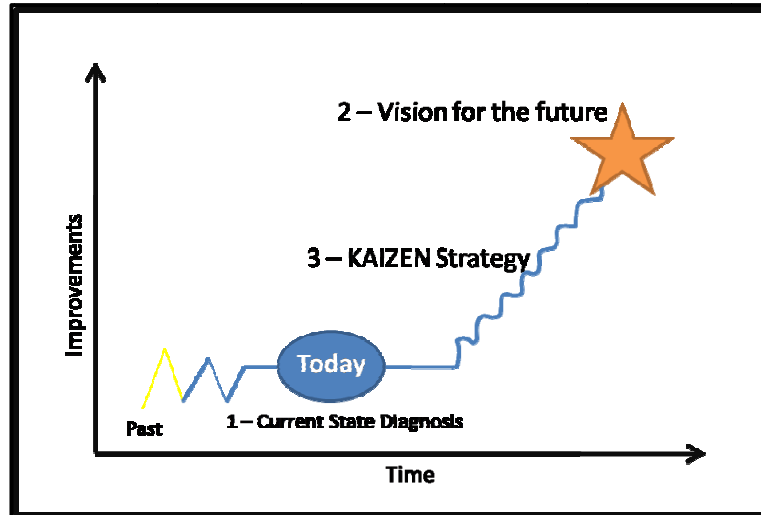 2 – Vision for the future
3 – KAIZEN Strategy
Improvements
Today
Past
1 – Current State Diagnosis
Time